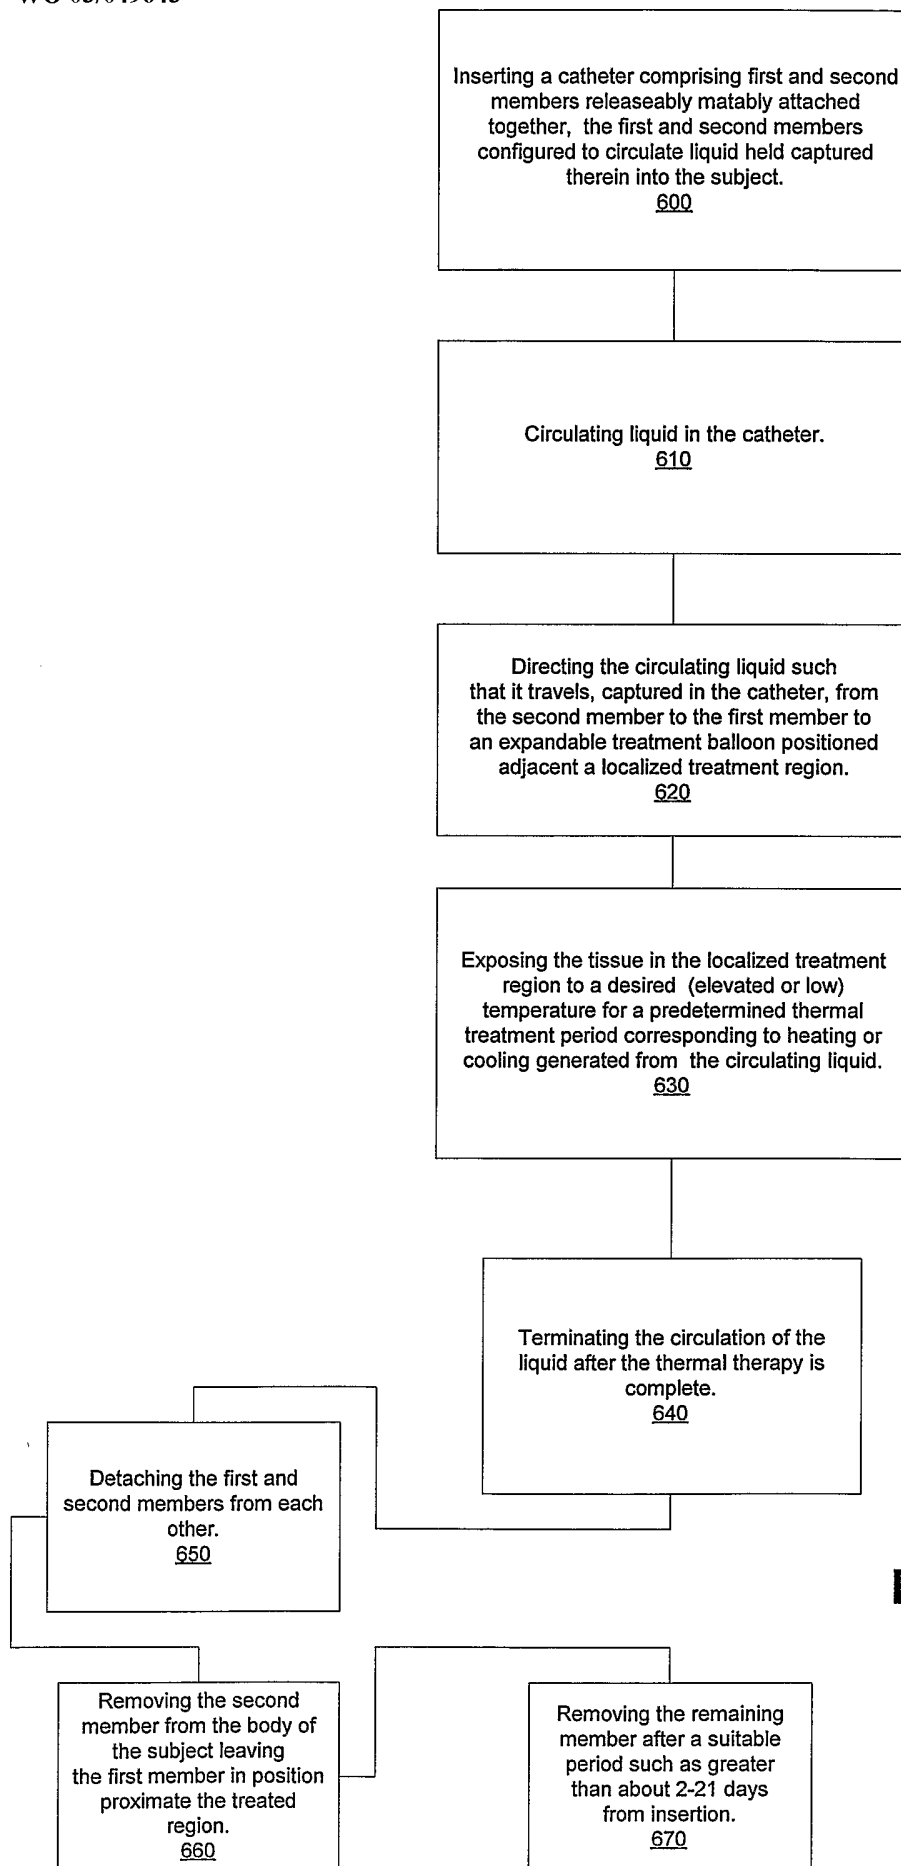 Inserting a catheter comprising first and second
members releaseably matably attached
together, the first and second members
configured to circulate liquid held captured
therein into the subject.
600
Circulating liquid in the catheter.
610
Directing the circulating liquid such
that it travels, captured in the catheter, from
the second member to the first member to
an expandable treatment balloon positioned
adjacent a localized treatment region.
620
Exposing the tissue in the localized treatment
region to a desired (elevated or low)
temperature for a predetermined thermal
treatment period corresponding to heating or
cooling generated from the circulating liquid.
630
Terminating the circulation of the
liquid after the thermal therapy is
complete.
640
Detaching the first and
second members from each
other.
650
Removing the second
member from the body of
the subject leaving
the first member in position
proximate the treated
region.
660
Removing the remaining
member after a suitable
period such as greater
than about 2-21 days
from insertion.
670